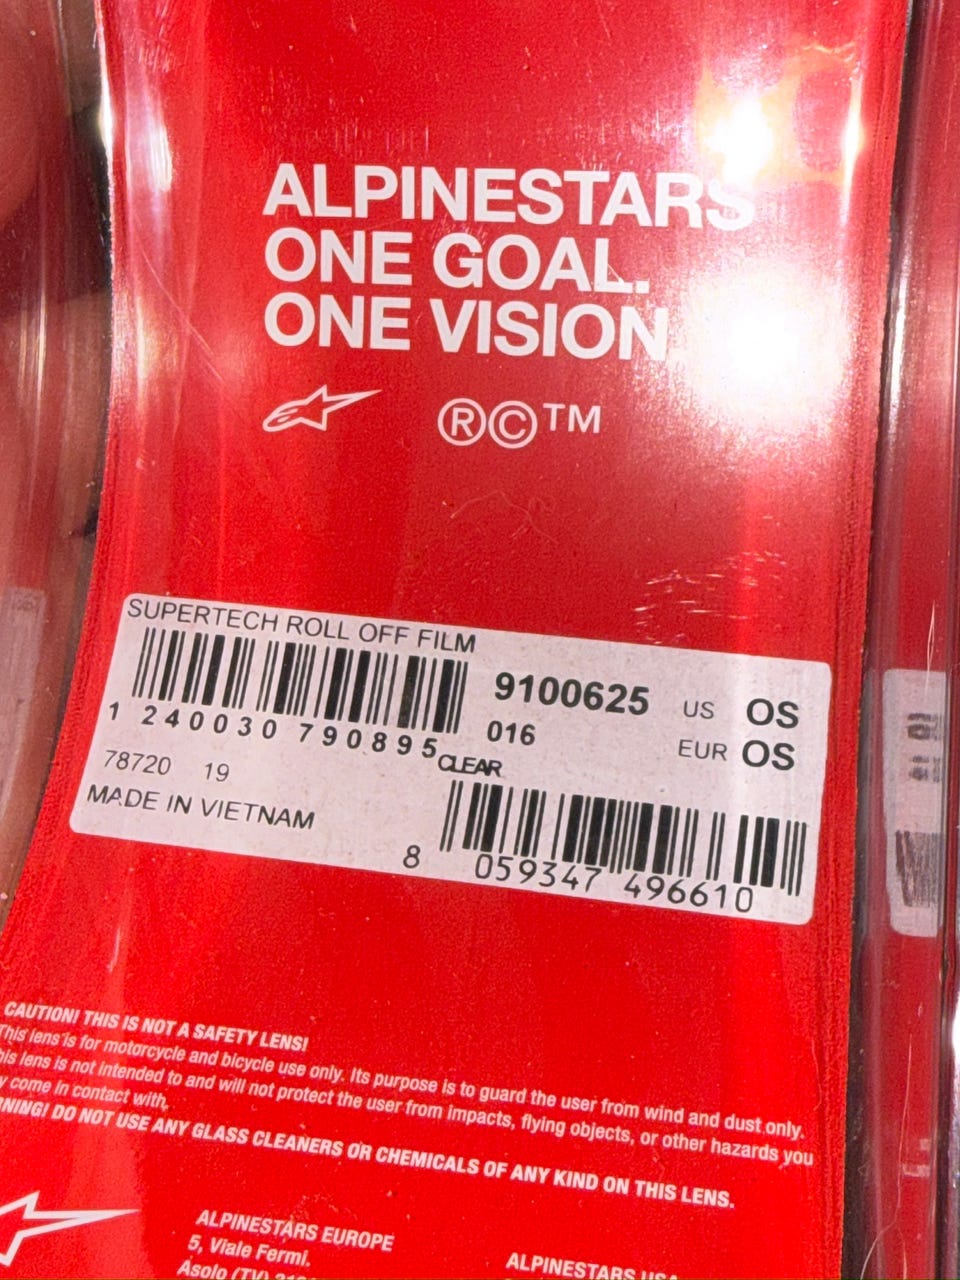 ALPINESTARS
ONE GOAL.
ONE VISION
®©™
SUPERTECH ROLL OFF FILM
9100625 US OS
1 240030 790895 016 EUR OS
CLEAR
78720 19
MADE IN VIETNAM
8 059347 496610
CAUTION! THIS IS NOT A SAFETY LENS!
This lens is for motorcycle and bicycle use only. Its purpose is to guard the user from wind and dust only.
his lens is not intended to and will not protect the user from impacts, flying objects, or other hazards you
y come in contact with,
RNING! DO NOT USE ANY GLASS CLEANERS OR CHEMICALS OF ANY KIND ON THIS LENS.
ALPINESTARS EUROPE
5, Viale Fermi.
Asolo (TV)
ALPINESTARS USA